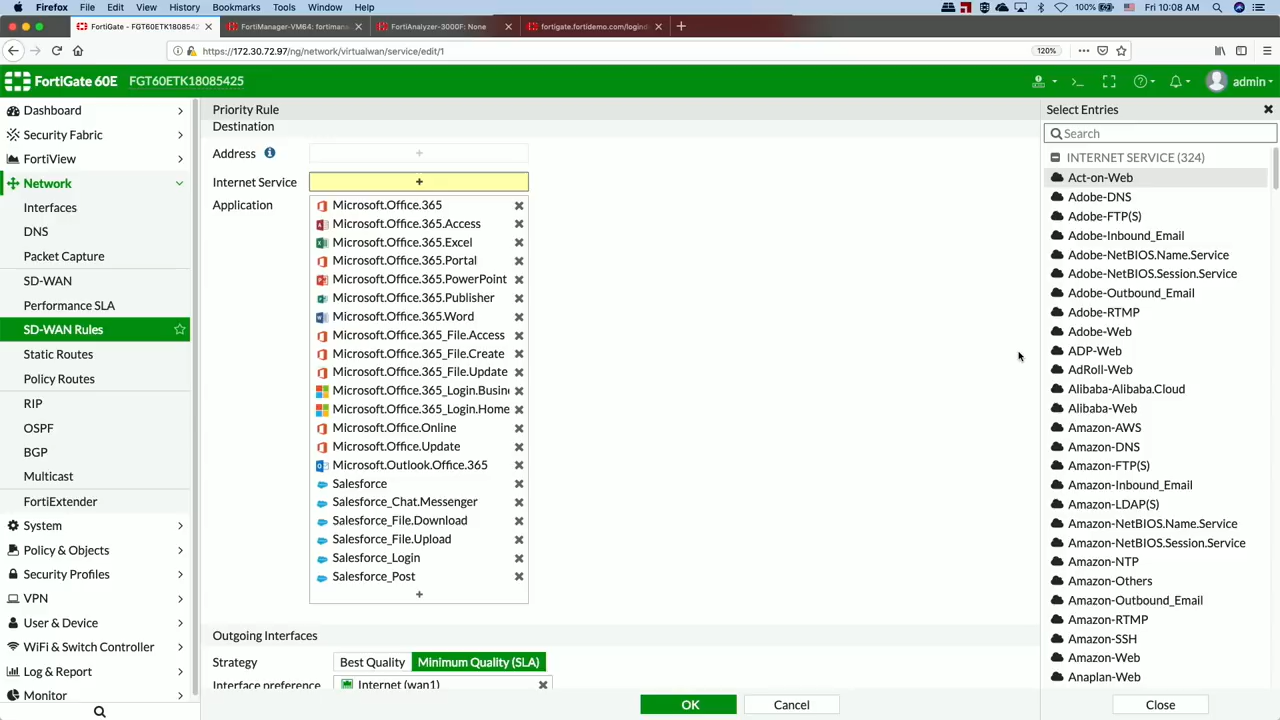 Firefox File Edit View History Bookmarks Tools Window Help 100% Fri 10:08 AM
FortiGate - FGT60ETK18085425
FortiManager-VM64: fortimana
FortiAnalyzer-3000F: None
fortigate.fortidemo.com/logind
https://172.30.72.97/ng/network/virtualwan/service/edit/1
120%
FortiGate 60E FGT60ETK18085425
admin
Dashboard
Security Fabric
FortiView
Network
Interfaces
DNS
Packet Capture
SD-WAN
Performance SLA
SD-WAN Rules
Static Routes
Policy Routes
RIP
OSPF
BGP
Multicast
FortiExtender
System
Policy & Objects
Security Profiles
VPN
User & Device
WiFi & Switch Controller
Log & Report
Monitor
Priority Rule
Destination
Address
Internet Service
Application
Microsoft.Office.365
Microsoft.Office.365.Access
Microsoft.Office.365.Excel
Microsoft.Office.365.Portal
Microsoft.Office.365.PowerPoint
Microsoft.Office.365.Publisher
Microsoft.Office.365.Word
Microsoft.Office.365_File.Access
Microsoft.Office.365_File.Create
Microsoft.Office.365_File.Update
Microsoft.Office.365_Login.Busin
Microsoft.Office.365_Login.Home
Microsoft.Office.Online
Microsoft.Office.Update
Microsoft.Outlook.Office.365
Salesforce
Salesforce_Chat.Messenger
Salesforce_File.Download
Salesforce_File.Upload
Salesforce_Login
Salesforce_Post
Outgoing Interfaces
Strategy Best Quality Minimum Quality (SLA)
Interface preference Internet (wan1)
OK Cancel
Select Entries
Search
INTERNET SERVICE (324)
Act-on-Web
Adobe-DNS
Adobe-FTP(S)
Adobe-Inbound_Email
Adobe-NetBIOS.Name.Service
Adobe-NetBIOS.Session.Service
Adobe-Outbound_Email
Adobe-RTMP
Adobe-Web
ADP-Web
AdRoll-Web
Alibaba-Alibaba.Cloud
Alibaba-Web
Amazon-AWS
Amazon-DNS
Amazon-FTP(S)
Amazon-Inbound_Email
Amazon-LDAP(S)
Amazon-NetBIOS.Name.Service
Amazon-NetBIOS.Session.Service
Amazon-NTP
Amazon-Others
Amazon-Outbound_Email
Amazon-RTMP
Amazon-SSH
Amazon-Web
Anaplan-Web
Close